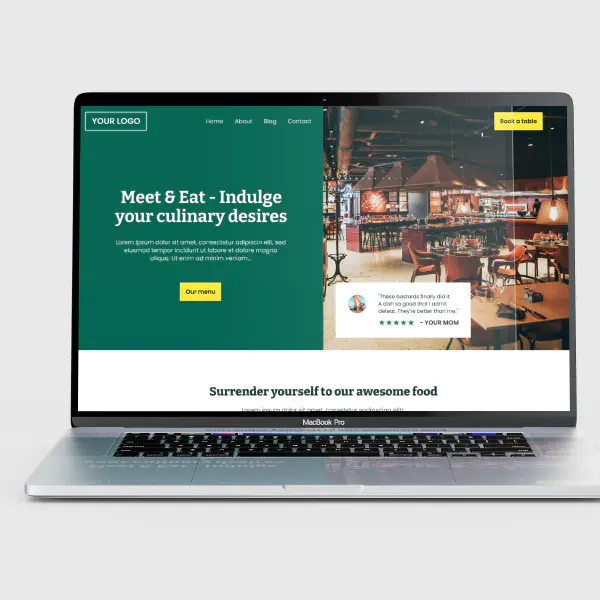 YOUR LOGO
Home About Blog Contact
Book a table
Meet & Eat - Indulge
your culinary desires
Lorem ipsum dolor sit amet, consectetur adipiscin elit, sed
eiusmod tempor incidunt ut labore et dolore magna
aliqua. Ut enim ad minim veniam...
Our menu
"These bastards finally did it.
A dish so good that I admit
defeat. They're better than me."
★★★★★ - YOUR MOM
Surrender yourself to our awesome food
Lorem ipsum dolor sit amet, consetetur sadipscing elitr,
MacBook Pro